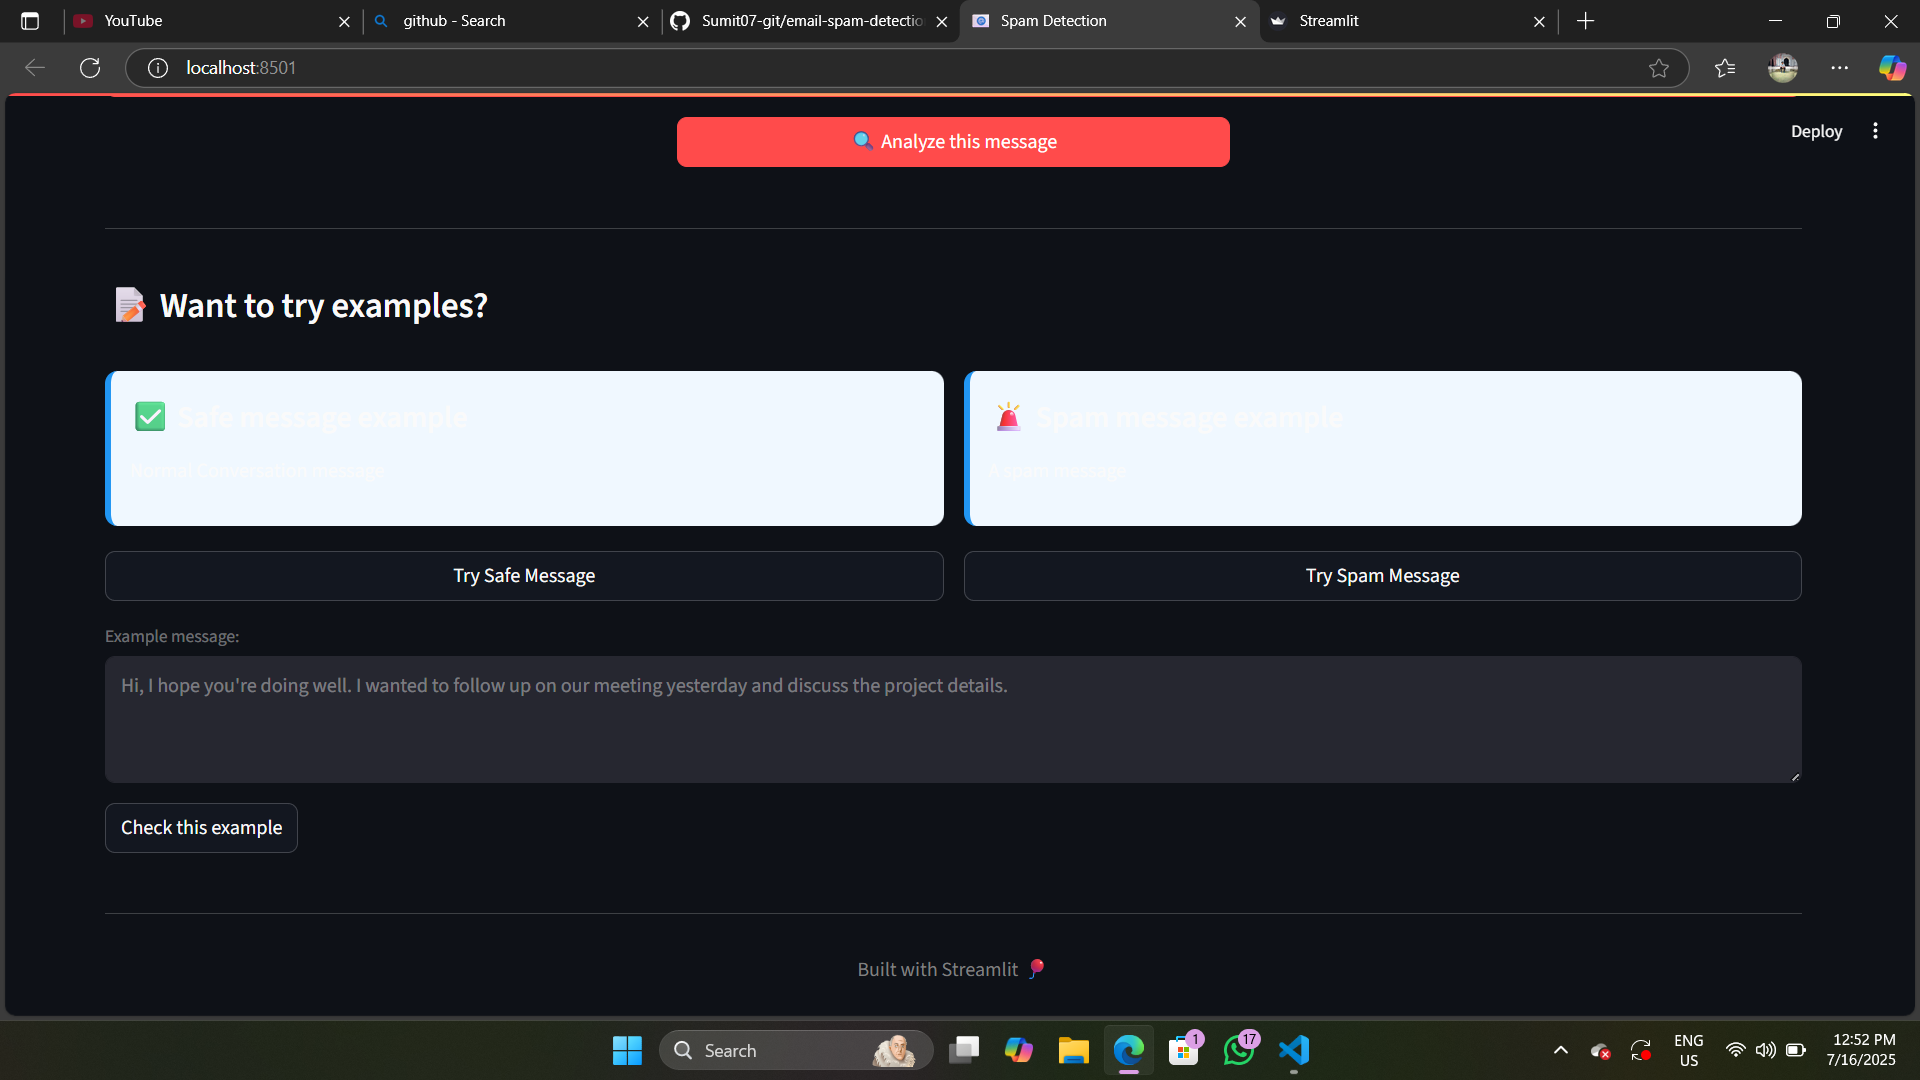 YouTube
github - Search
Sumit07-git/email-spam-detectio
Spam Detection
Streamlit
localhost:8501
Deploy
Analyze this message
Want to try examples?
Safe message example
Normal Conversation message
Spam message example
A spam message
Try Safe Message
Try Spam Message
Example message:
Hi, I hope you're doing well. I wanted to follow up on our meeting yesterday and discuss the project details.
Check this example
Built with Streamlit
Search
1
17
ENG
US
12:52 PM
7/16/2025